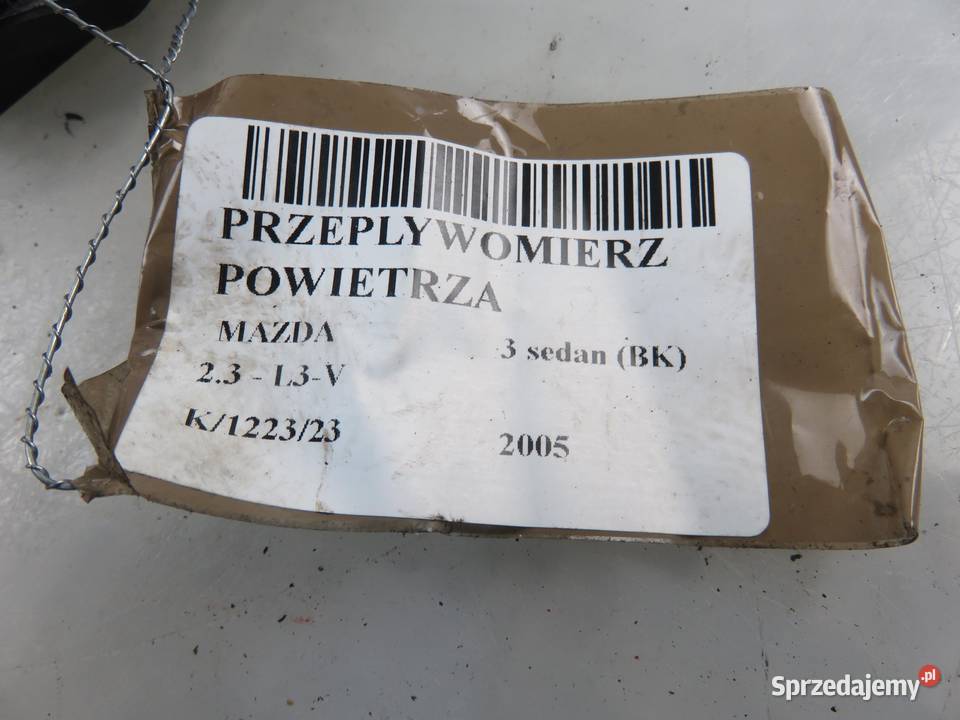 PRZEPLYWOMIERZ
POWIETRZA
MAZDA 3 sedan (BK)
2.3 - L3-V
K/1223/23 2005
Sprzedajemy.pl